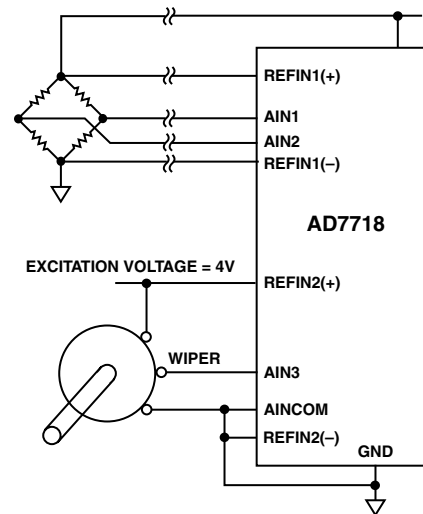 REFIN1(+)
AIN1
AIN2
REFIN1(–)
AD7718
EXCITATION VOLTAGE = 4V
REFIN2(+)
WIPER
AIN3
AINCOM
REFIN2(–)
GND